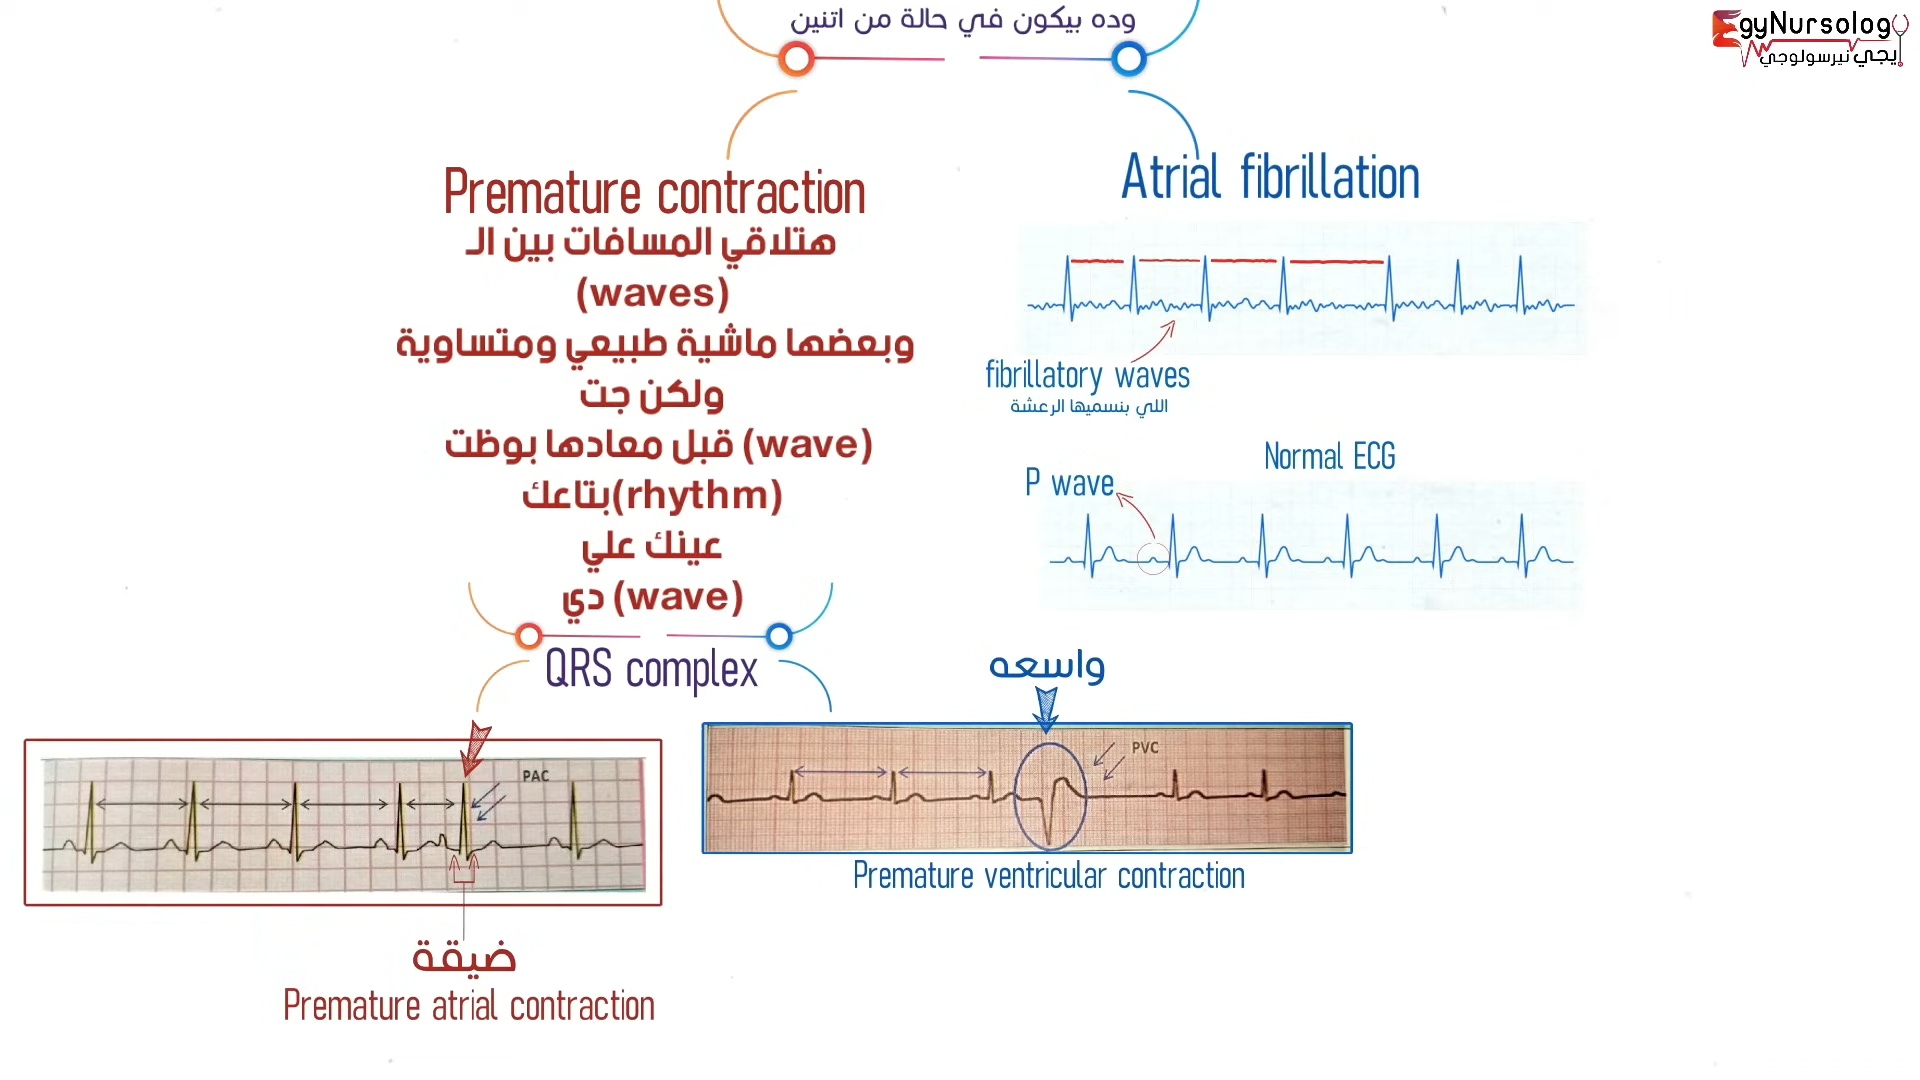 وده بيكون في حالة من اتنين
EgyNursology
إيجي نيرسولوجي
Premature contraction
هتلاقي المسافات بين الـ
(waves)
وبعضها ماشية طبيعي ومتساوية
ولكن جت
(wave) قبل معادها بوظت
(rhythm)بتاعك
عينك علي
(wave) دي
QRS complex
PAC
ضيقة
Premature atrial contraction
واسعه
PVC
Premature ventricular contraction
Atrial fibrillation
fibrillatory waves
اللي بنسميها الرعشة
Normal ECG
P wave